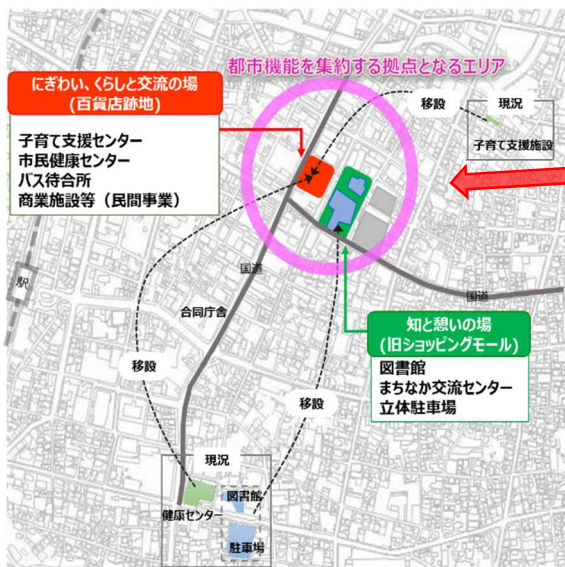 都市機能を集約する拠点となるエリア
にぎわい、くらしと交流の場
(百貨店跡地)
子育て支援センター
市民健康センター
バス待合所
商業施設等（民間事業）
移設
現況
子育て支援施設
国道
国道
駅
合同庁舎
知と憩いの場
(旧ショッピングモール)
図書館
まちなか交流センター
立体駐車場
移設
移設
現況
図書館
健康センター
駐車場